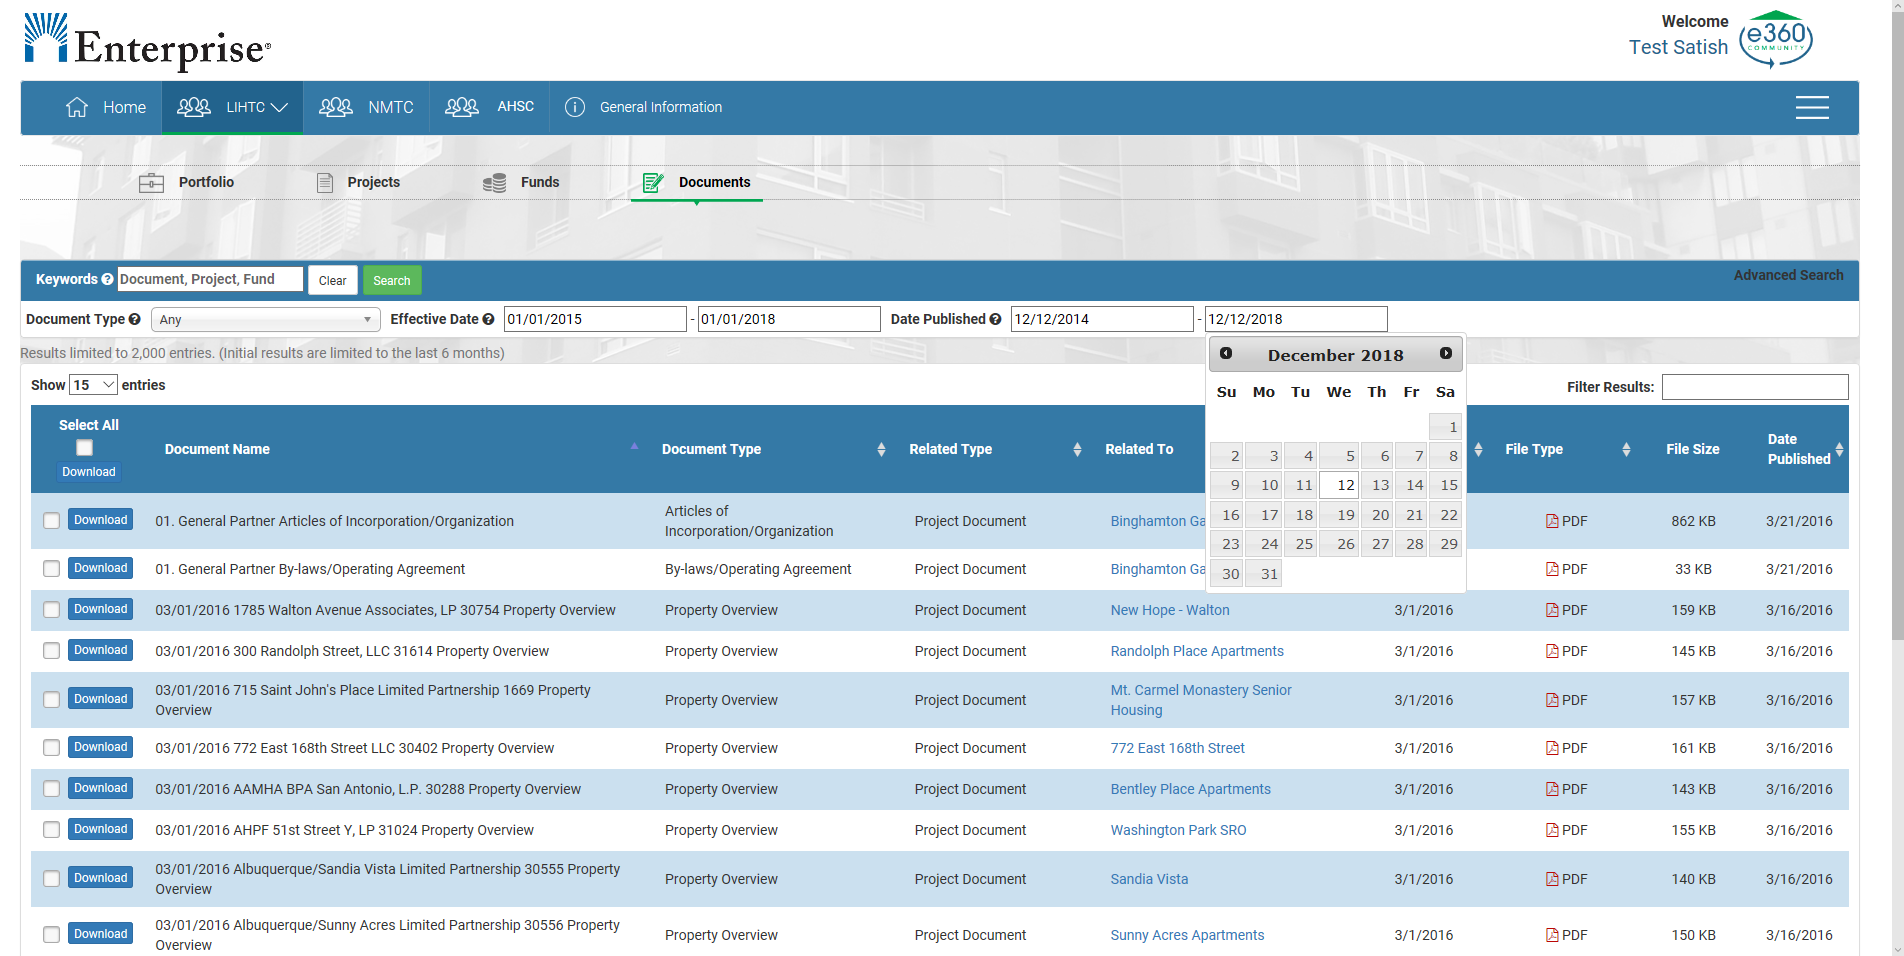 Enterprise®
Welcome
Test Satish
e360
COMMUNITY
Home
LIHTC
NMTC
AHSC
General Information
Portfolio
Projects
Funds
Documents
Keywords
Document, Project, Fund
Clear
Search
Advanced Search
Document Type
Any
Effective Date
01/01/2015 - 01/01/2018
Date Published
12/12/2014 - 12/12/2018
Results limited to 2,000 entries. (Initial results are limited to the last 6 months)
December 2018
Su Mo Tu We Th Fr Sa
1
2 3 4 5 6 7 8
9 10 11 12 13 14 15
16 17 18 19 20 21 22
23 24 25 26 27 28 29
30 31
Show 15 entries
Filter Results:
Select All
Download
Document Name
Document Type
Related Type
Related To
File Type
File Size
Date
Published
Download 01. General Partner Articles of Incorporation/Organization
Articles of
Incorporation/Organization
Project Document Binghamton Ga PDF 862 KB 3/21/2016
Download 01. General Partner By-laws/Operating Agreement By-laws/Operating Agreement Project Document Binghamton Ga PDF 33 KB 3/21/2016
Download 03/01/2016 1785 Walton Avenue Associates, LP 30754 Property Overview Property Overview Project Document New Hope - Walton 3/1/2016 PDF 159 KB 3/16/2016
Download 03/01/2016 300 Randolph Street, LLC 31614 Property Overview Property Overview Project Document Randolph Place Apartments 3/1/2016 PDF 145 KB 3/16/2016
Download 03/01/2016 715 Saint John's Place Limited Partnership 1669 Property
Overview
Property Overview Project Document Mt. Carmel Monastery Senior
Housing
3/1/2016 PDF 157 KB 3/16/2016
Download 03/01/2016 772 East 168th Street LLC 30402 Property Overview Property Overview Project Document 772 East 168th Street 3/1/2016 PDF 161 KB 3/16/2016
Download 03/01/2016 AAMHA BPA San Antonio, L.P. 30288 Property Overview Property Overview Project Document Bentley Place Apartments 3/1/2016 PDF 143 KB 3/16/2016
Download 03/01/2016 AHPF 51st Street Y, LP 31024 Property Overview Property Overview Project Document Washington Park SRO 3/1/2016 PDF 155 KB 3/16/2016
Download 03/01/2016 Albuquerque/Sandia Vista Limited Partnership 30555 Property
Overview
Property Overview Project Document Sandia Vista 3/1/2016 PDF 140 KB 3/16/2016
Download 03/01/2016 Albuquerque/Sunny Acres Limited Partnership 30556 Property
Overview
Property Overview Project Document Sunny Acres Apartments 3/1/2016 PDF 150 KB 3/16/2016